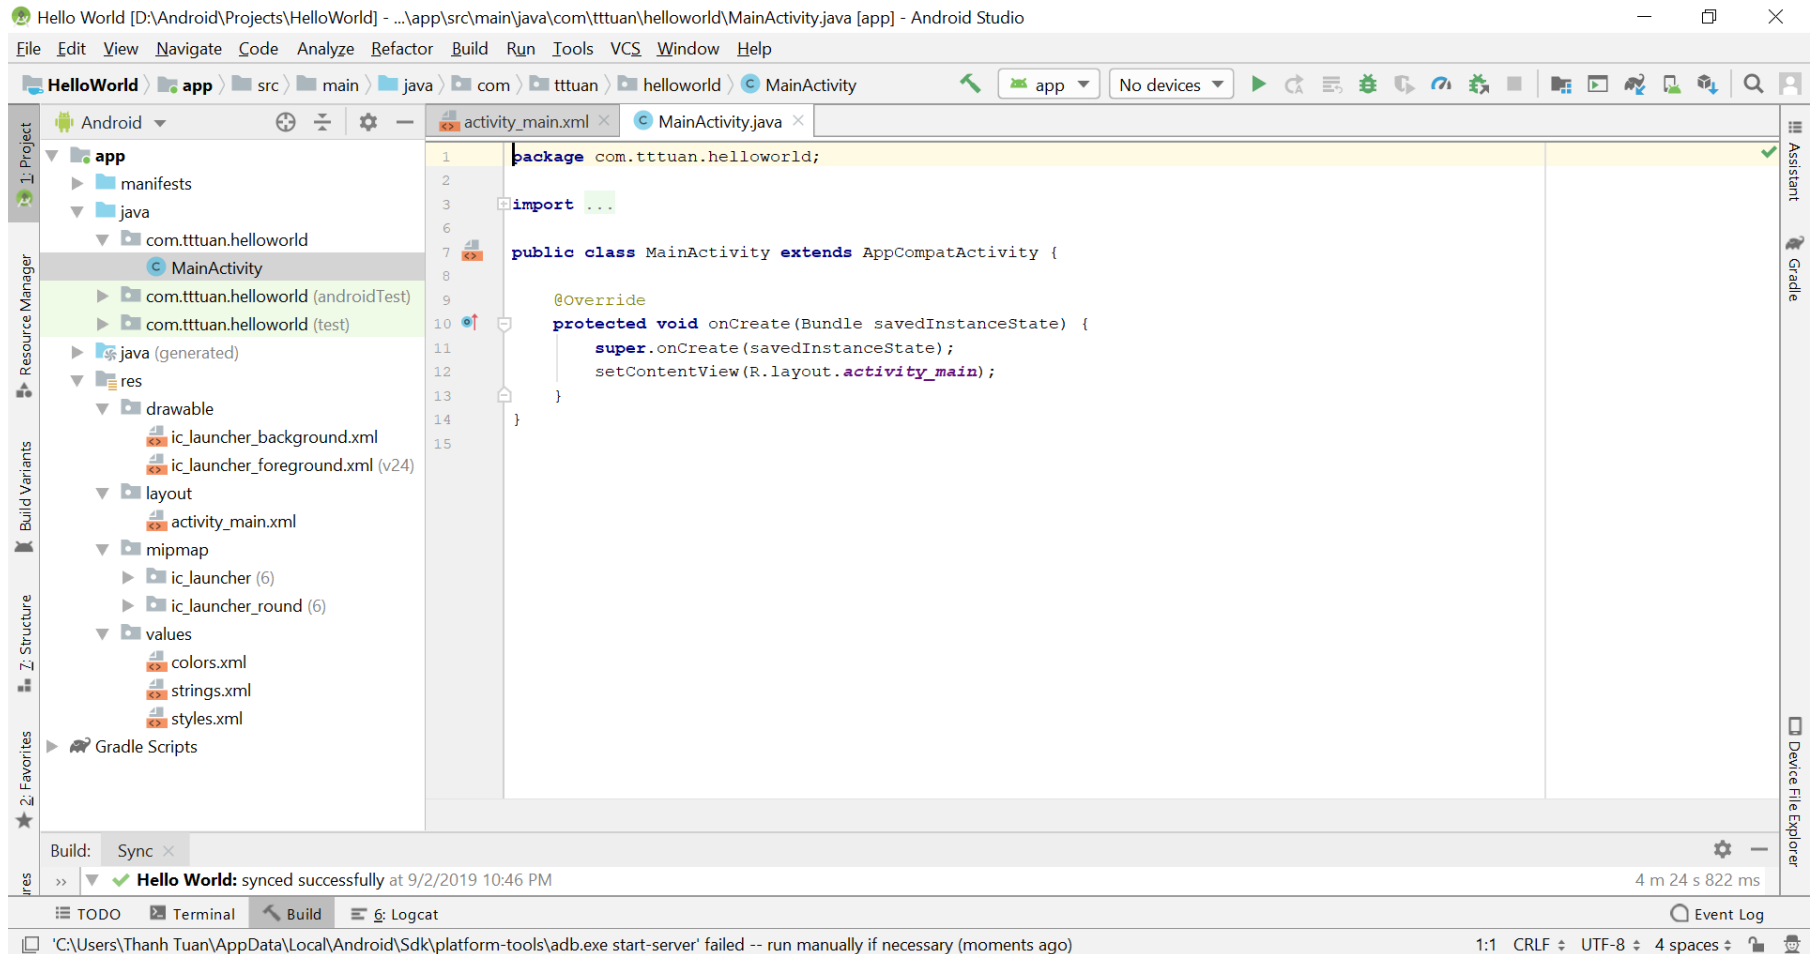 Hello World [D:\Android\Projects\HelloWorld] - ...\app\src\main\java\com\tttuan\helloworld\MainActivity.java [app] - Android Studio
File Edit View Navigate Code Analyze Refactor Build Run Tools VCS Window Help
HelloWorld app src main java com tttuan helloworld MainActivity app No devices
1: Project
Resource Manager
Build Variants
7: Structure
2: Favorites
Android
app
manifests
java
com.tttuan.helloworld
MainActivity
com.tttuan.helloworld (androidTest)
com.tttuan.helloworld (test)
java (generated)
res
drawable
ic_launcher_background.xml
ic_launcher_foreground.xml (v24)
layout
activity_main.xml
mipmap
ic_launcher (6)
ic_launcher_round (6)
values
colors.xml
strings.xml
styles.xml
Gradle Scripts
activity_main.xml MainActivity.java
1 package com.tttuan.helloworld;
2
3 import ...
6
7 public class MainActivity extends AppCompatActivity {
8
9 @Override
10 protected void onCreate(Bundle savedInstanceState) {
11 super.onCreate(savedInstanceState);
12 setContentView(R.layout.activity_main);
13 }
14 }
15
Assistant
Gradle
Device File Explorer
Build: Sync
Hello World: synced successfully at 9/2/2019 10:46 PM 4 m 24 s 822 ms
TODO Terminal Build 6: Logcat Event Log
'C:\Users\Thanh Tuan\AppData\Local\Android\Sdk\platform-tools\adb.exe start-server' failed -- run manually if necessary (moments ago) 1:1 CRLF UTF-8 4 spaces